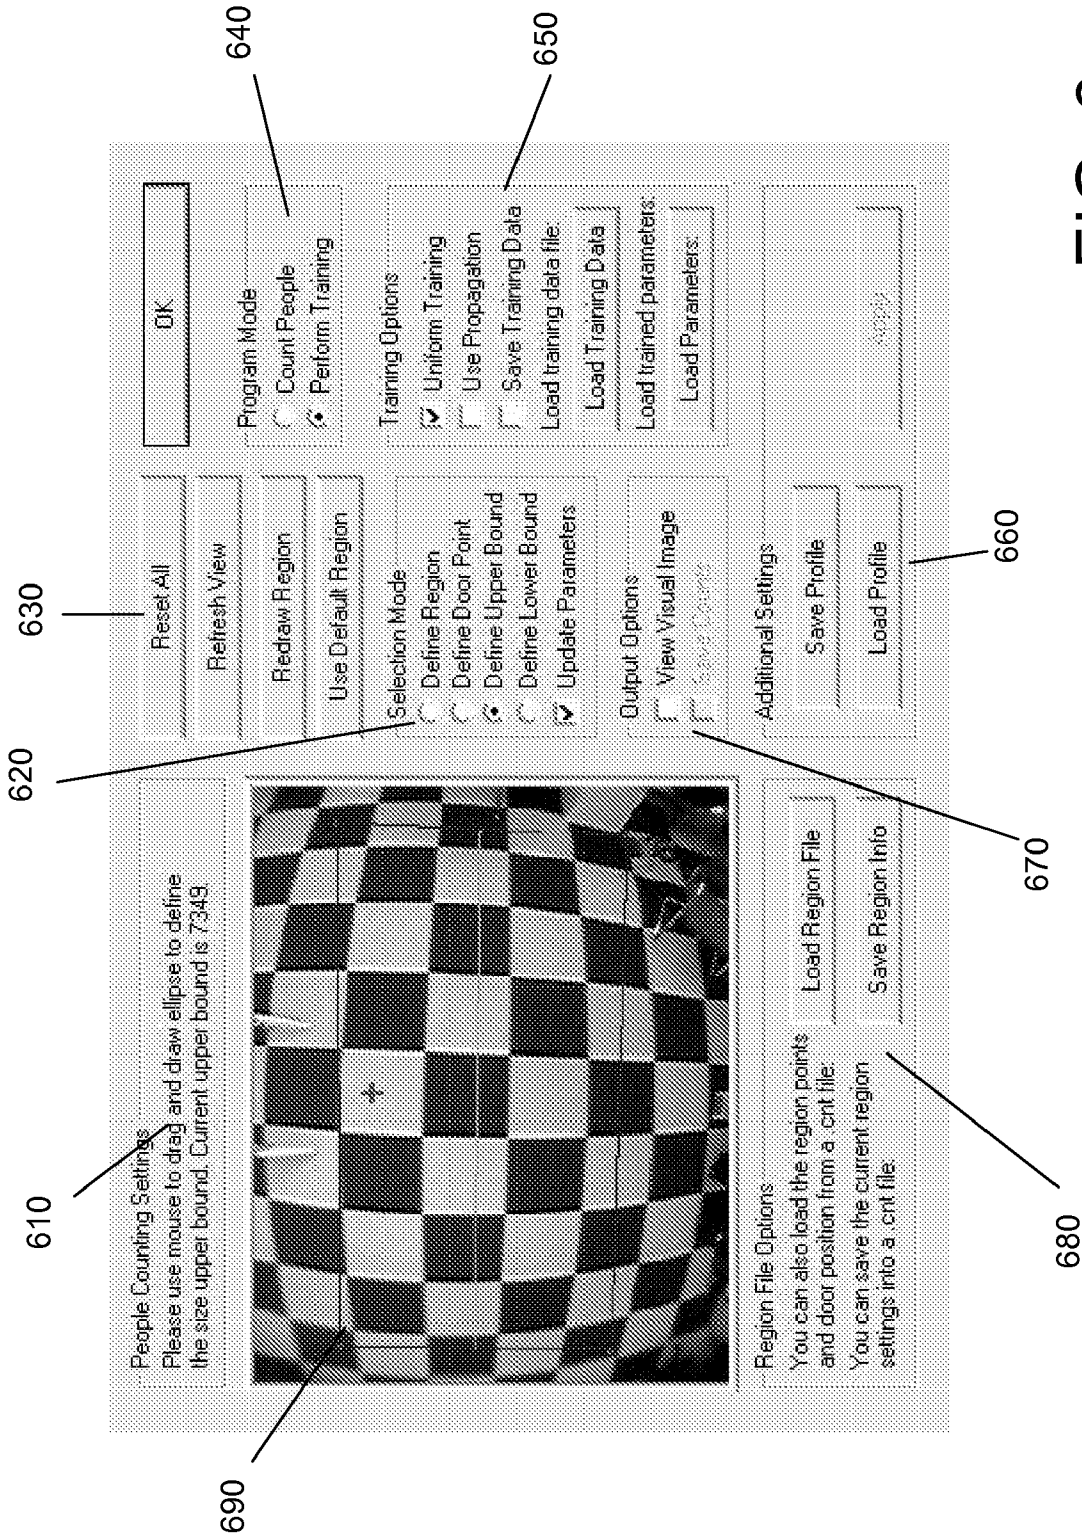 610
620
630
640
650
660
670
680
690
People Counting Settings
Please use mouse to drag and draw ellipse to define
the size upper bound. Current upper bound is 7349.
Reset All
Refresh View
Redraw Region
Use Default Region
OK
Program Mode
Count People
Perform Training
Selection Mode
Define Region
Define Door Point
Define Upper Bound
Define Lower Bound
Update Parameters
Training Options
Uniform Training
Use Propagation
Save Training Data
Load training data file:
Load Training Data
Load trained parameters:
Load Parameters:
Output Options
View Visual Image
Save Counts
Region File Options
You can also load the region points
and door position from a .cnt file:
Load Region File
You can save the current region
settings into a .cnt file:
Save Region Info
Additional Settings
Save Profile
Load Profile